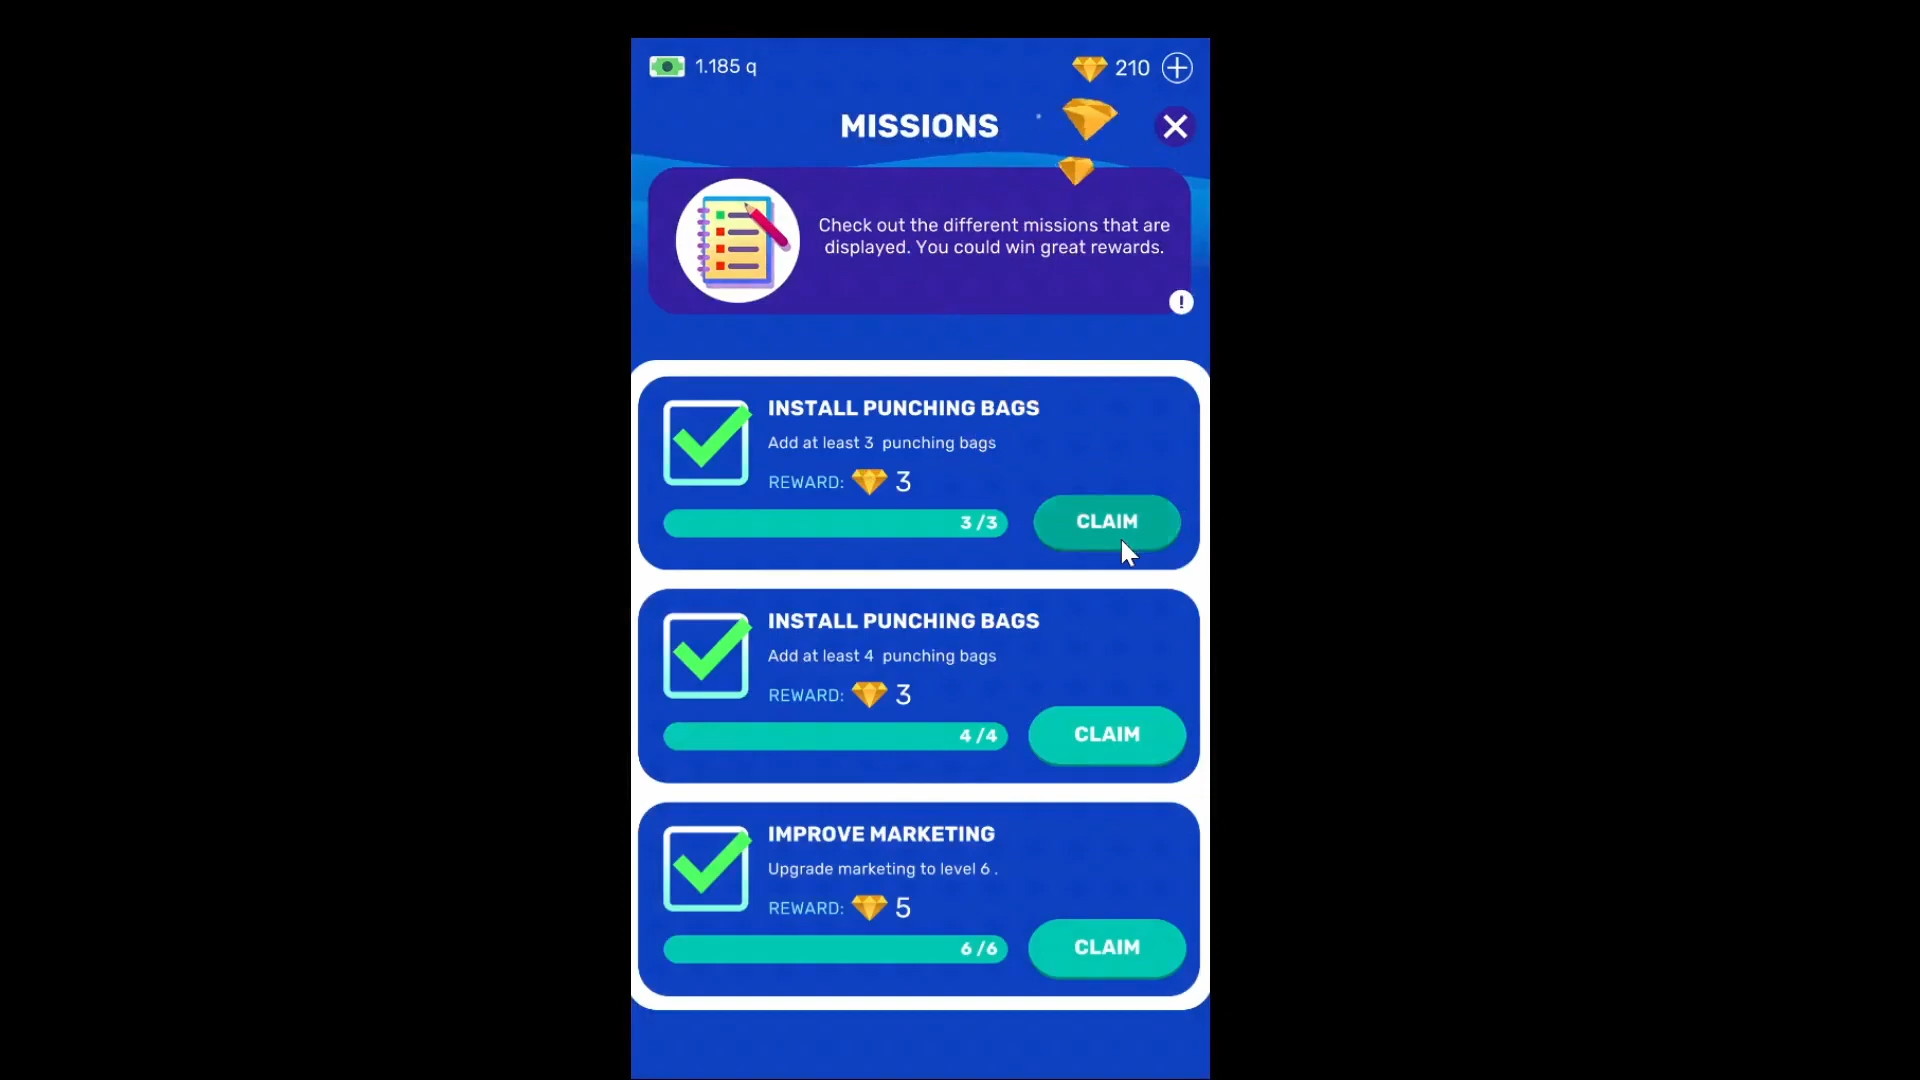 1.185 q
210
MISSIONS
Check out the different missions that are
displayed. You could win great rewards.
!
INSTALL PUNCHING BAGS
Add at least 3 punching bags
REWARD: 3
3 /3
CLAIM
INSTALL PUNCHING BAGS
Add at least 4 punching bags
REWARD: 3
4 /4
CLAIM
IMPROVE MARKETING
Upgrade marketing to level 6 .
REWARD: 5
6 /6
CLAIM